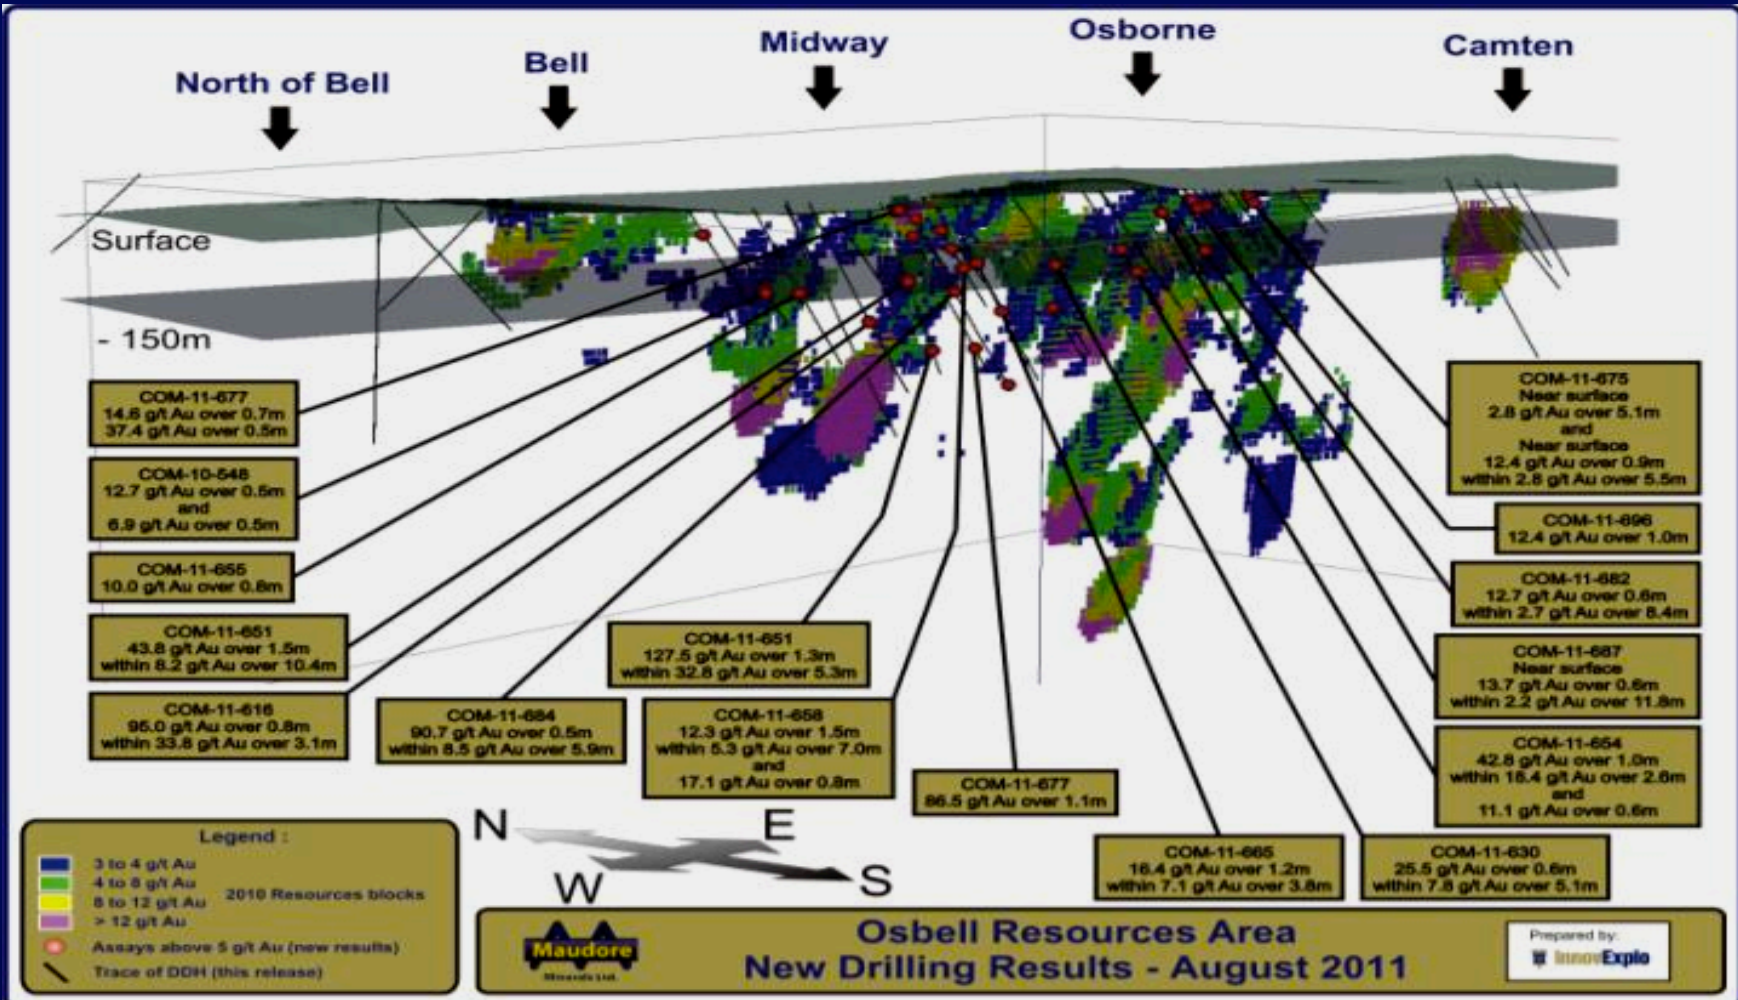 North of Bell
Bell
Midway
Osborne
Camten
Surface
- 150m
COM-11-677
14.6 g/t Au over 0.7m
37.4 g/t Au over 0.5m
COM-10-548
12.7 g/t Au over 0.5m
and
6.9 g/t Au over 0.5m
COM-11-655
10.0 g/t Au over 0.8m
COM-11-651
43.8 g/t Au over 1.5m
within 8.2 g/t Au over 10.4m
COM-11-616
95.0 g/t Au over 0.8m
within 33.8 g/t Au over 3.1m
COM-11-684
90.7 g/t Au over 0.5m
within 8.5 g/t Au over 5.9m
COM-11-651
127.5 g/t Au over 1.3m
within 32.8 g/t Au over 5.3m
COM-11-658
12.3 g/t Au over 1.5m
within 5.3 g/t Au over 7.0m
and
17.1 g/t Au over 0.8m
COM-11-677
86.5 g/t Au over 1.1m
COM-11-665
16.4 g/t Au over 1.2m
within 7.1 g/t Au over 3.8m
COM-11-630
25.5 g/t Au over 0.6m
within 7.8 g/t Au over 5.1m
COM-11-675
Near surface
2.8 g/t Au over 5.1m
and
Near surface
12.4 g/t Au over 0.9m
within 2.8 g/t Au over 5.5m
COM-11-696
12.4 g/t Au over 1.0m
COM-11-682
12.7 g/t Au over 0.6m
within 2.7 g/t Au over 8.4m
COM-11-687
Near surface
13.7 g/t Au over 0.6m
within 2.2 g/t Au over 11.8m
COM-11-654
42.8 g/t Au over 1.0m
within 18.4 g/t Au over 2.6m
and
11.1 g/t Au over 0.6m
Legend :
3 to 4 g/t Au
4 to 8 g/t Au
8 to 12 g/t Au
> 12 g/t Au
2010 Resources blocks
Assays above 5 g/t Au (new results)
Trace of DDH (this release)
N
E
W
S
Maudore
Minerals Ltd.
Osbell Resources Area
New Drilling Results - August 2011
Prepared by:
InnovExplo